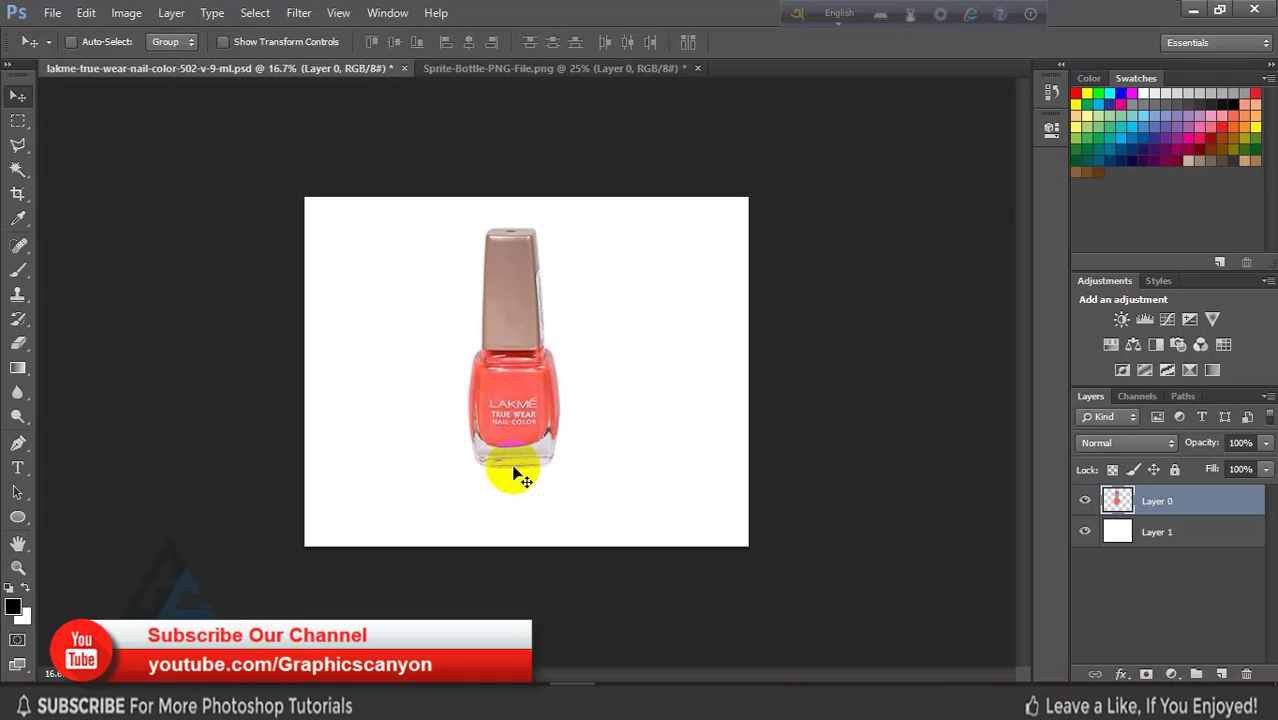 Ps File Edit Image Layer Type Select Filter View Window Help English
Auto-Select: Group Show Transform Controls Essentials
lakme-true-wear-nail-color-502-v-9-ml.psd @ 16.7% (Layer 0, RGB/8#) * × Sprite-Bottle-PNG-File.png @ 25% (Layer 0, RGB/8#) * ×
Color Swatches
Adjustments Styles
Add an adjustment
Layers Channels Paths
Kind
Normal Opacity: 100%
Lock: Fill: 100%
Layer 0
Layer 1
LAKMÉ
TRUE WEAR
NAIL COLOR
T
You
Tube
Subscribe Our Channel
youtube.com/Graphicscanyon
SUBSCRIBE For More Photoshop Tutorials
Leave a Like, If You Enjoyed!